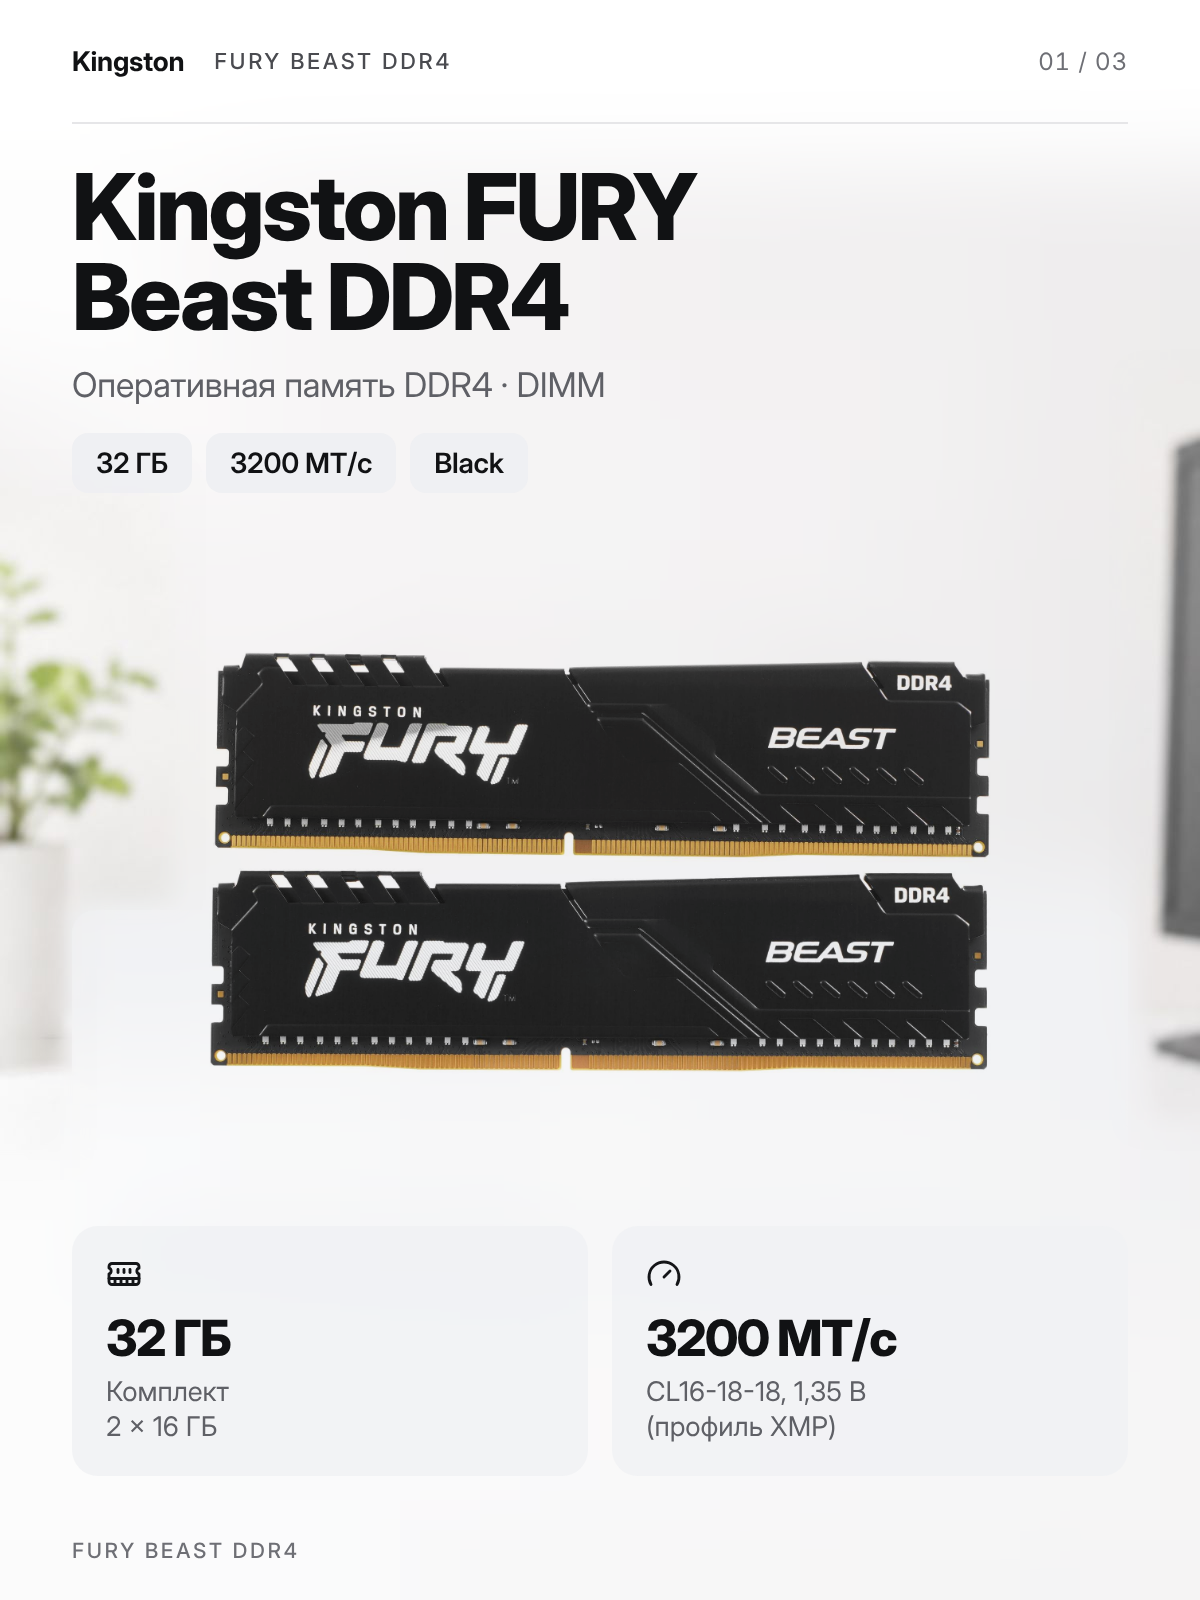 Kingston FURY BEAST DDR4 01 / 03
Kingston FURY
Beast DDR4
Оперативная память DDR4 · DIMM
32 ГБ 3200 МТ/с Black
DDR4
KINGSTON
FURY™
BEAST
DDR4
KINGSTON
FURY™
BEAST
32 ГБ
Комплект
2 × 16 ГБ
3200 МТ/с
CL16-18-18, 1,35 В
(профиль XMP)
FURY BEAST DDR4